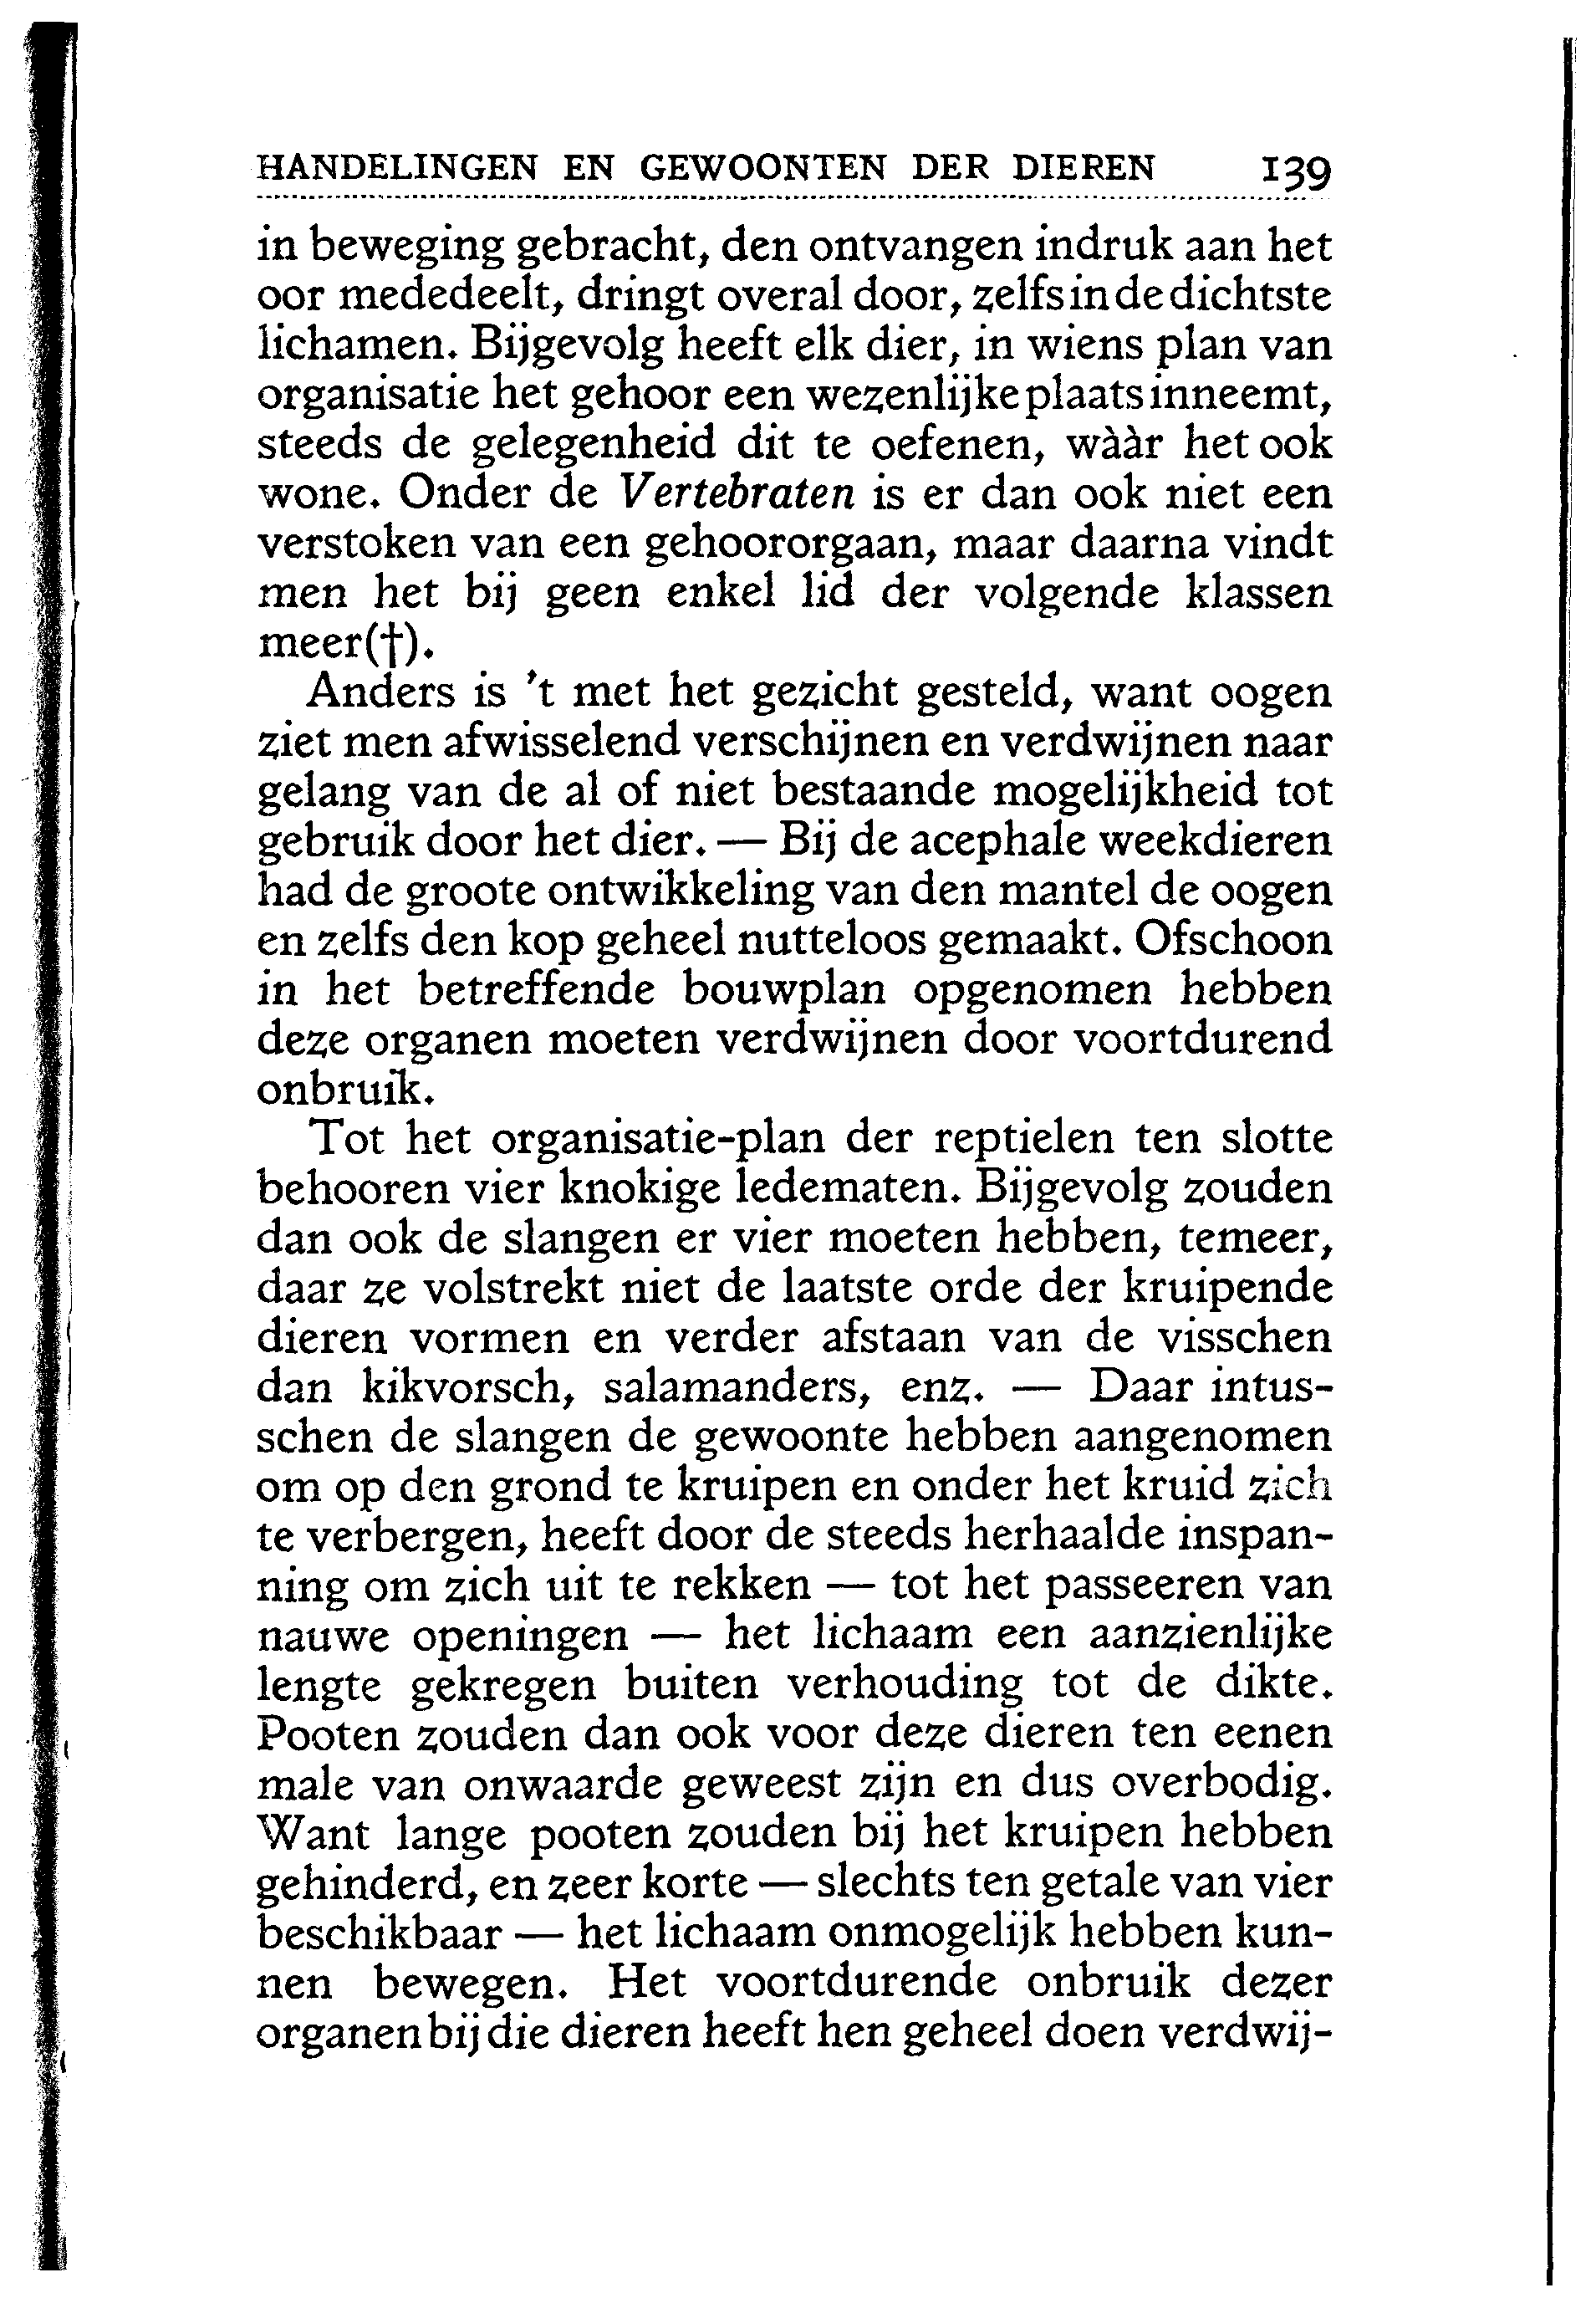 HANDELINGEN EN GEWOONTEN DER DIEREN 139
in beweging gebracht, den ontvangen indruk aan het
oor mededeelt, dringt overal door, zelfs in de dichtste
lichamen. Bijgevolg heeft elk dier, in wiens plan van
organisatie het gehoor een wezenlijke plaats inneemt,
steeds de gelegenheid dit te oefenen, wààr het ook
wone. Onder de Vertebraten is er dan ook niet een
verstoken van een gehoororgaan, maar daarna vindt
men het bij geen enkel lid der volgende klassen
meer(†).
Anders is 't met het gezicht gesteld, want oogen
ziet men afwisselend verschijnen en verdwijnen naar
gelang van de al of niet bestaande mogelijkheid tot
gebruik door het dier. — Bij de acephale weekdieren
had de groote ontwikkeling van den mantel de oogen
en zelfs den kop geheel nutteloos gemaakt. Ofschoon
in het betreffende bouwplan opgenomen hebben
deze organen moeten verdwijnen door voortdurend
onbruik.
Tot het organisatie-plan der reptielen ten slotte
behooren vier knokige ledematen. Bijgevolg zouden
dan ook de slangen er vier moeten hebben, temeer,
daar ze volstrekt niet de laatste orde der kruipende
dieren vormen en verder afstaan van de visschen
dan kikvorsch, salamanders, enz. — Daar intus-
schen de slangen de gewoonte hebben aangenomen
om op den grond te kruipen en onder het kruid zich
te verbergen, heeft door de steeds herhaalde inspan-
ning om zich uit te rekken — tot het passeeren van
nauwe openingen — het lichaam een aanzienlijke
lengte gekregen buiten verhouding tot de dikte.
Pooten zouden dan ook voor deze dieren ten eenen
male van onwaarde geweest zijn en dus overbodig.
Want lange pooten zouden bij het kruipen hebben
gehinderd, en zeer korte — slechts ten getale van vier
beschikbaar — het lichaam onmogelijk hebben kun-
nen bewegen. Het voortdurende onbruik dezer
organen bij die dieren heeft hen geheel doen verdwij-